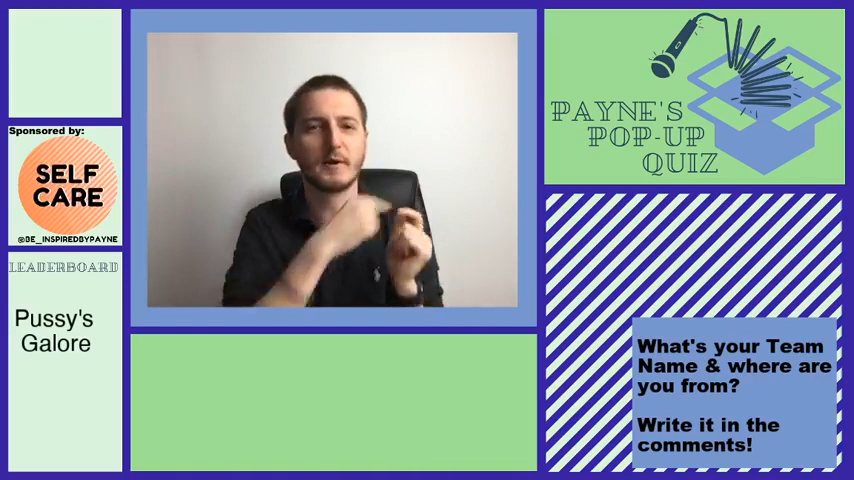 Sponsored by:
SELF
CARE
@BE_INSPIREDBYPAYNE
LEADERBOARD
Pussy's
Galore
PAYNE'S
POP-UP
QUIZ
What's your Team
Name & where are
you from?
Write it in the
comments!